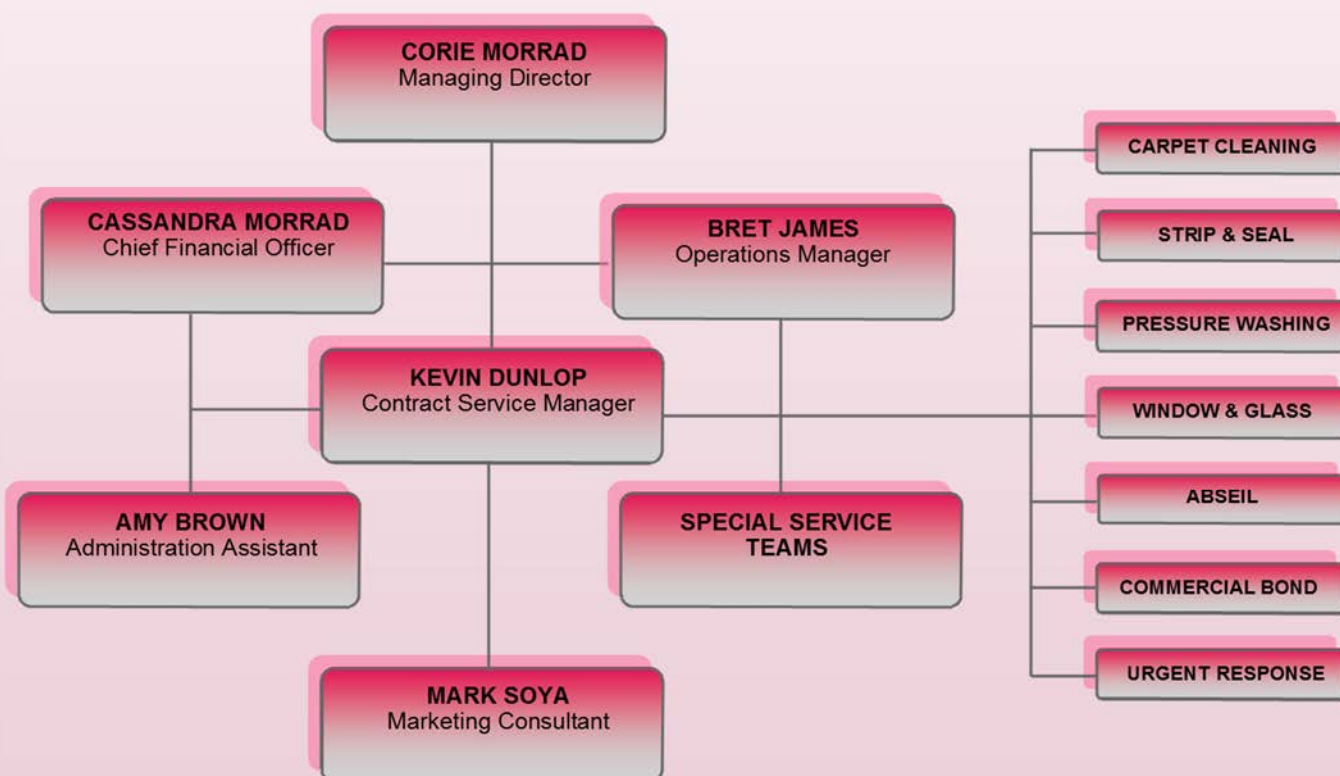 CORIE MORRAD
Managing Director
CASSANDRA MORRAD
Chief Financial Officer
BRET JAMES
Operations Manager
KEVIN DUNLOP
Contract Service Manager
AMY BROWN
Administration Assistant
SPECIAL SERVICE
TEAMS
MARK SOYA
Marketing Consultant
CARPET CLEANING
STRIP & SEAL
PRESSURE WASHING
WINDOW & GLASS
ABSEIL
COMMERCIAL BOND
URGENT RESPONSE